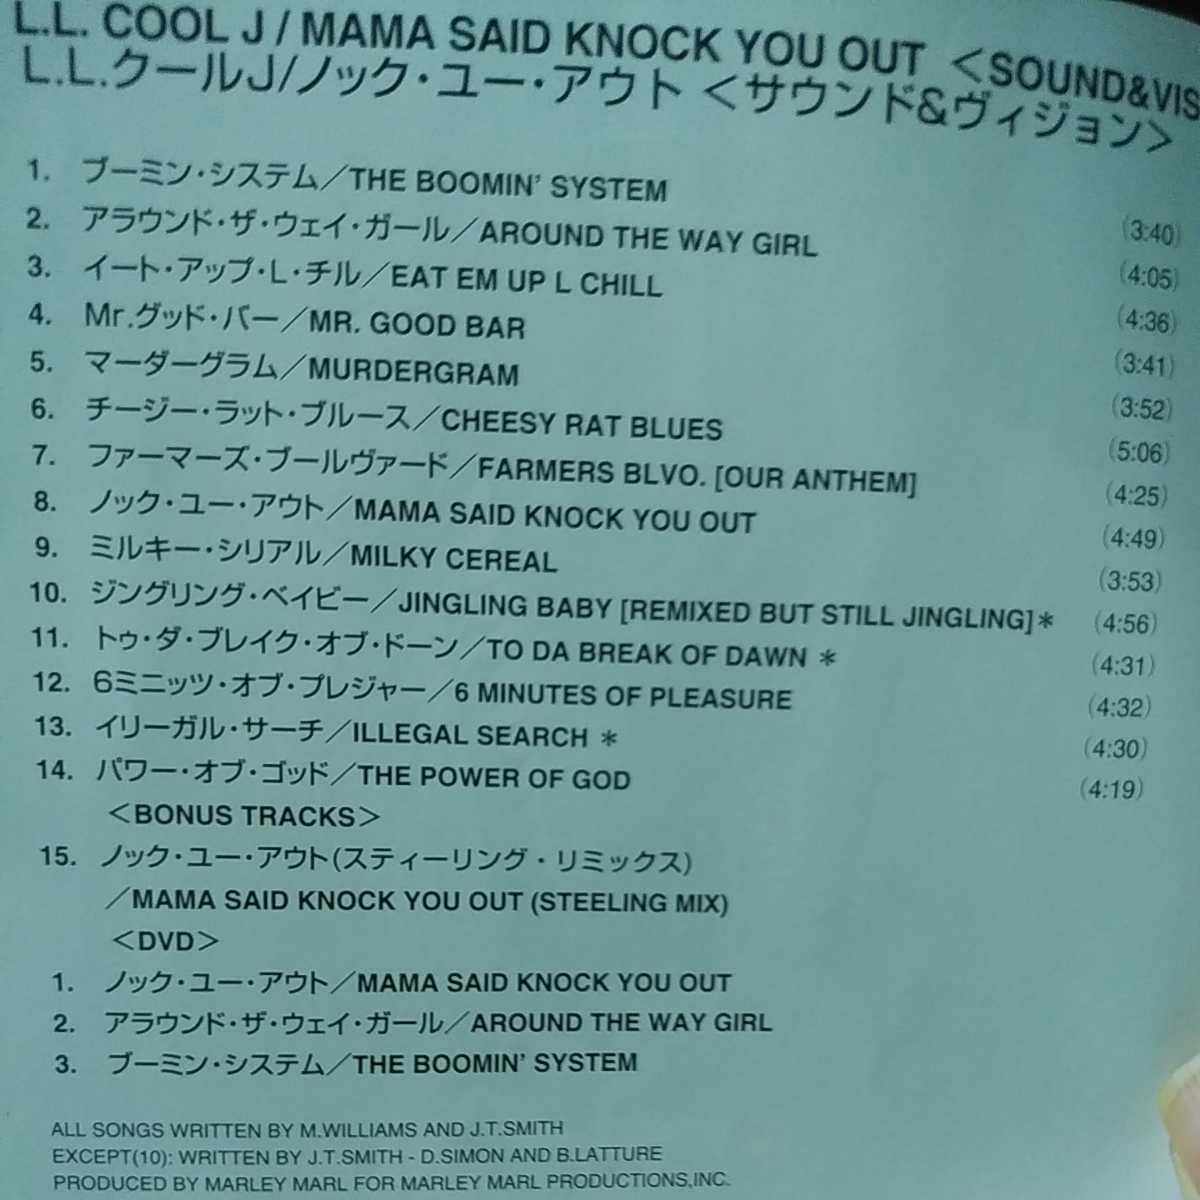 L.L. COOL J / MAMA SAID KNOCK YOU OUT <SOUND&VIS
L.L.クールJ/ノック・ユー・アウト <サウンド&ヴィジョン>
1. ブーミン・システム/THE BOOMIN' SYSTEM (3:40)
2. アラウンド・ザ・ウェイ・ガール/AROUND THE WAY GIRL (4:05)
3. イート・アップ・L・チル/EAT EM UP L CHILL (4:36)
4. Mr.グッド・バー/MR. GOOD BAR (3:41)
5. マーダーグラム/MURDERGRAM (3:52)
6. チージー・ラット・ブルース/CHEESY RAT BLUES (5:06)
7. ファーマーズ・ブールヴァード/FARMERS BLVO. [OUR ANTHEM] (4:25)
8. ノック・ユー・アウト/MAMA SAID KNOCK YOU OUT (4:49)
9. ミルキー・シリアル/MILKY CEREAL (3:53)
10. ジングリング・ベイビー/JINGLING BABY [REMIXED BUT STILL JINGLING]＊ (4:56)
11. トゥ・ダ・ブレイク・オブ・ドーン/TO DA BREAK OF DAWN ＊ (4:31)
12. 6ミニッツ・オブ・プレジャー/6 MINUTES OF PLEASURE (4:32)
13. イリーガル・サーチ/ILLEGAL SEARCH ＊ (4:30)
14. パワー・オブ・ゴッド/THE POWER OF GOD (4:19)
<BONUS TRACKS>
15. ノック・ユー・アウト(スティーリング・リミックス)
/MAMA SAID KNOCK YOU OUT (STEELING MIX)
<DVD>
1. ノック・ユー・アウト/MAMA SAID KNOCK YOU OUT
2. アラウンド・ザ・ウェイ・ガール/AROUND THE WAY GIRL
3. ブーミン・システム/THE BOOMIN' SYSTEM
ALL SONGS WRITTEN BY M.WILLIAMS AND J.T.SMITH
EXCEPT(10): WRITTEN BY J.T.SMITH - D.SIMON AND B.LATTURE
PRODUCED BY MARLEY MARL FOR MARLEY MARL PRODUCTIONS,INC.